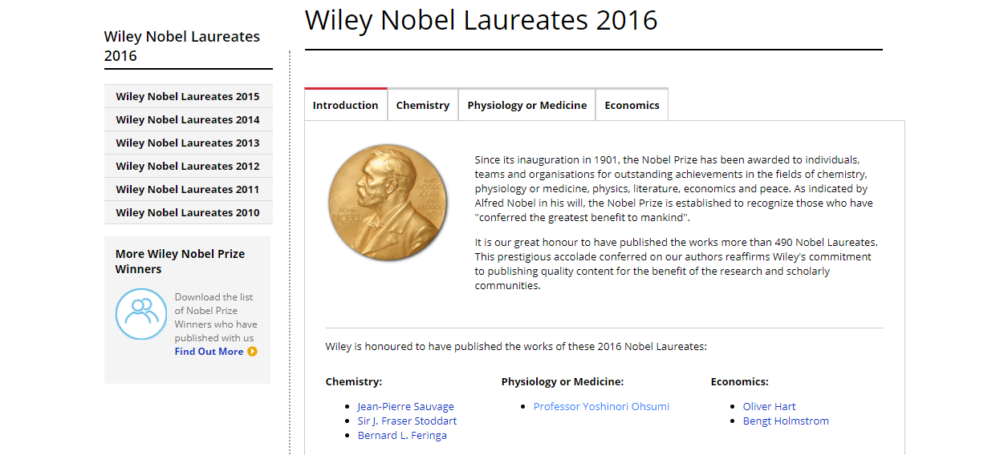 Wiley Nobel Laureates
2016
Wiley Nobel Laureates 2015
Wiley Nobel Laureates 2014
Wiley Nobel Laureates 2013
Wiley Nobel Laureates 2012
Wiley Nobel Laureates 2011
Wiley Nobel Laureates 2010
More Wiley Nobel Prize
Winners
Download the list
of Nobel Prize
Winners who have
published with us
Find Out More
Wiley Nobel Laureates 2016
Introduction Chemistry Physiology or Medicine Economics
ALFR NOBEL
Since its inauguration in 1901, the Nobel Prize has been awarded to individuals,
teams and organisations for outstanding achievements in the fields of chemistry,
physiology or medicine, physics, literature, economics and peace. As indicated by
Alfred Nobel in his will, the Nobel Prize is established to recognize those who have
"conferred the greatest benefit to mankind".
It is our great honour to have published the works more than 490 Nobel Laureates.
This prestigious accolade conferred on our authors reaffirms Wiley's commitment
to publishing quality content for the benefit of the research and scholarly
communities.
Wiley is honoured to have published the works of these 2016 Nobel Laureates:
Chemistry:
Jean-Pierre Sauvage
Sir J. Fraser Stoddart
Bernard L. Feringa
Physiology or Medicine:
Professor Yoshinori Ohsumi
Economics:
Oliver Hart
Bengt Holmstrom